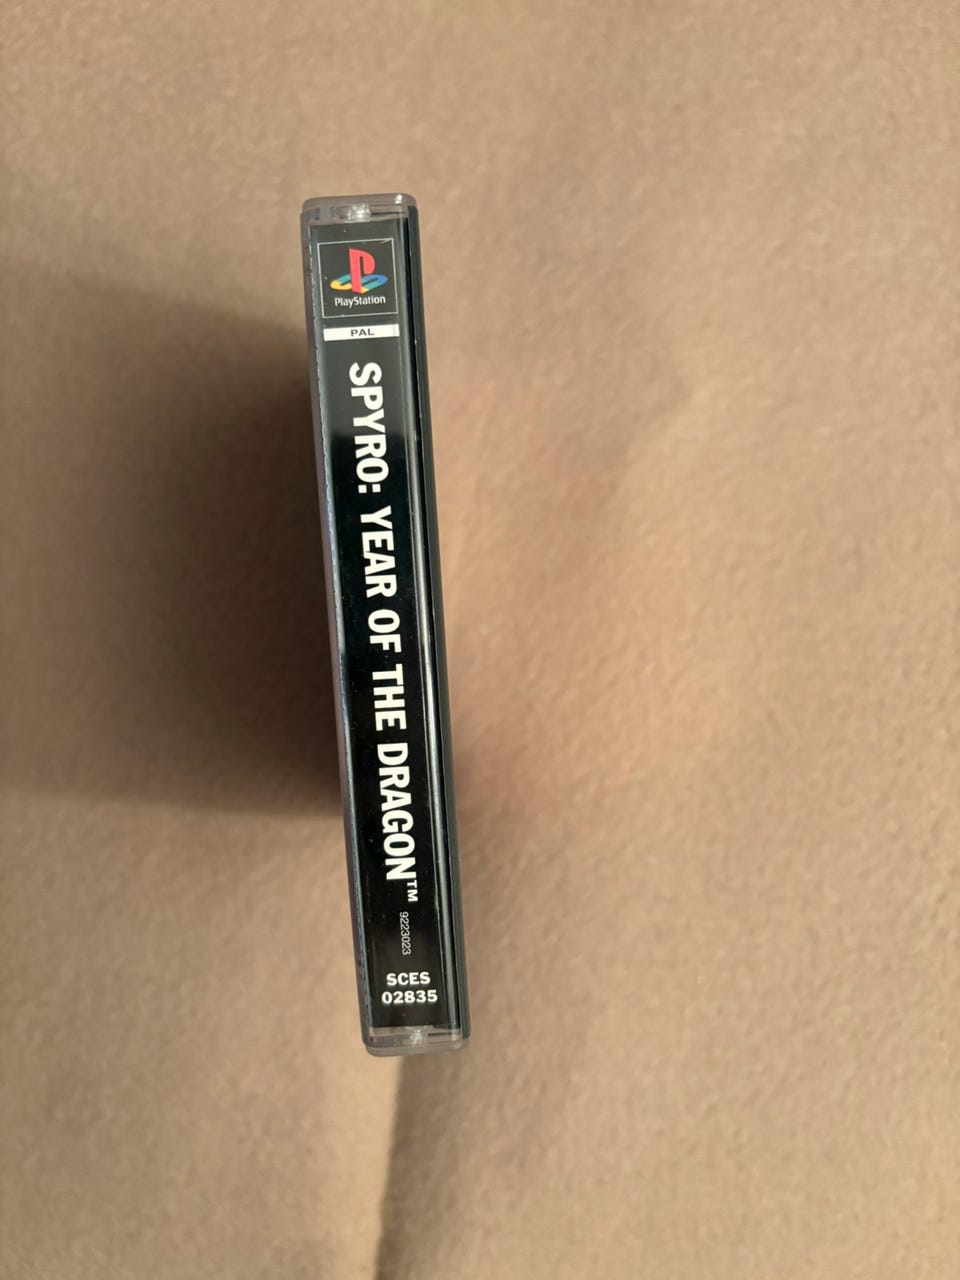 PlayStation
PAL
SPYRO: YEAR OF THE DRAGON™
9223023
SCES
02835